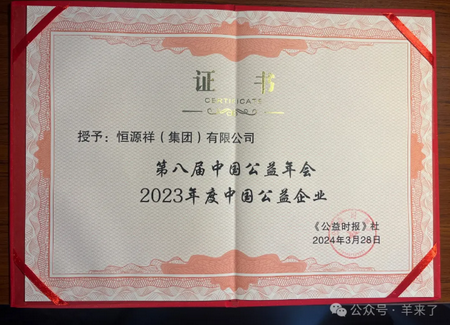 证 书
CERTIFICATE
授予：恒源祥（集团）有限公司
第八届中国公益年会
2023年度中国公益企业
《公益时报》社
2024年3月28日
公众号·羊来了